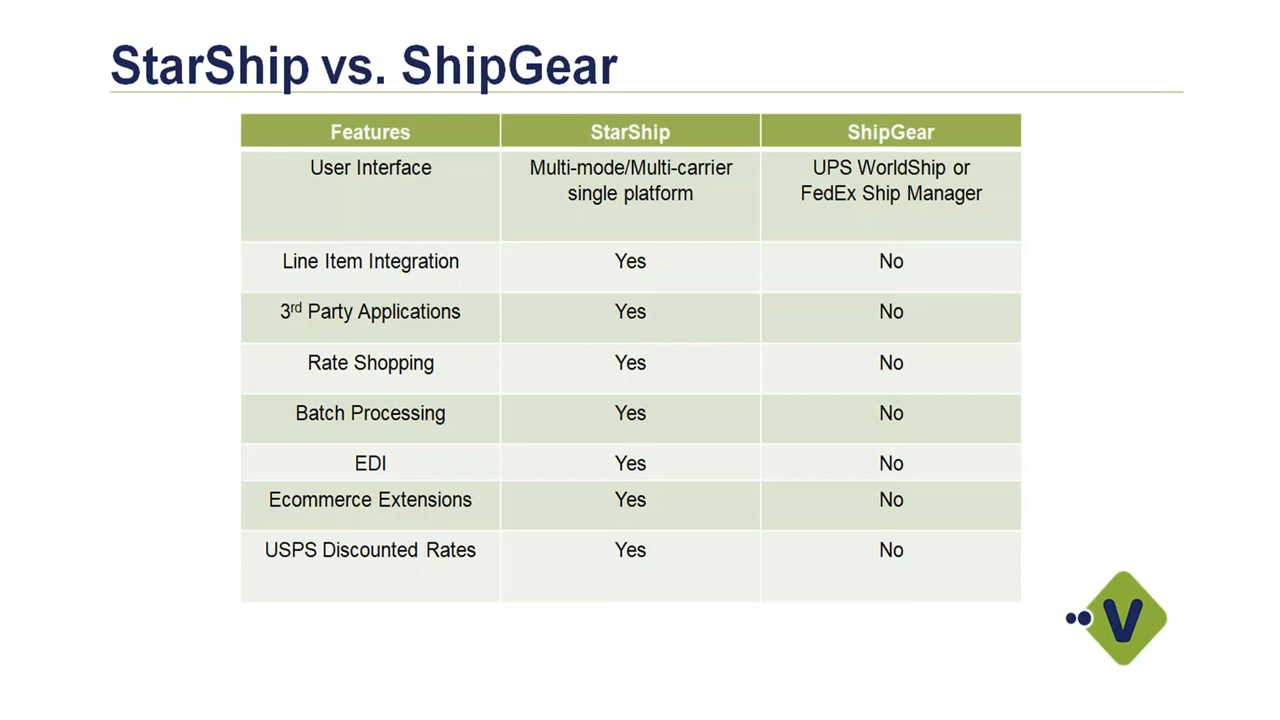 StarShip vs. ShipGear
Features StarShip ShipGear
User Interface Multi-mode/Multi-carrier UPS WorldShip or
single platform FedEx Ship Manager
Line Item Integration Yes No
3rd Party Applications Yes No
Rate Shopping Yes No
Batch Processing Yes No
EDI Yes No
Ecommerce Extensions Yes No
USPS Discounted Rates Yes No
V